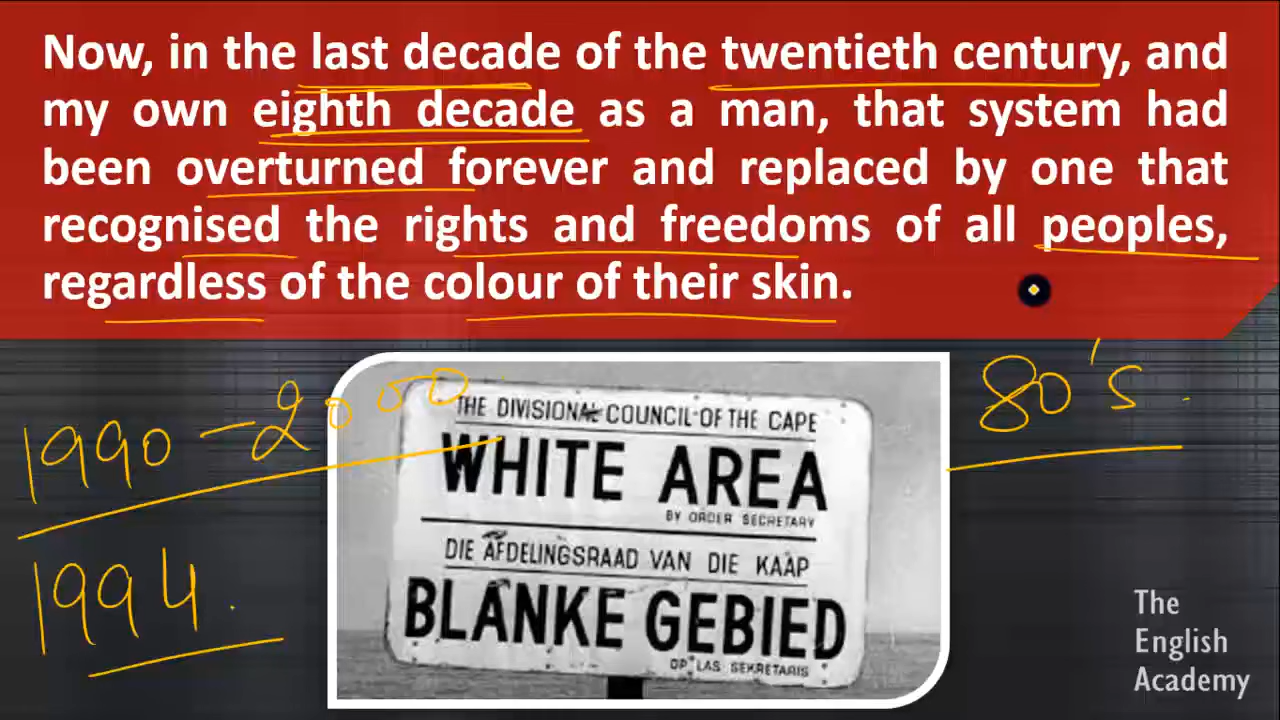 Now, in the last decade of the twentieth century, and
my own eighth decade as a man, that system had
been overturned forever and replaced by one that
recognised the rights and freedoms of all peoples,
regardless of the colour of their skin.
1990 - 2000
1994.
THE DIVISIONAL COUNCIL OF THE CAPE
WHITE AREA
BY ORDER SECRETARY
DIE AFDELINGSRAAD VAN DIE KAAP
BLANKE GEBIED
OP LAS SEKRETARIS
80's.
The
English
Academy